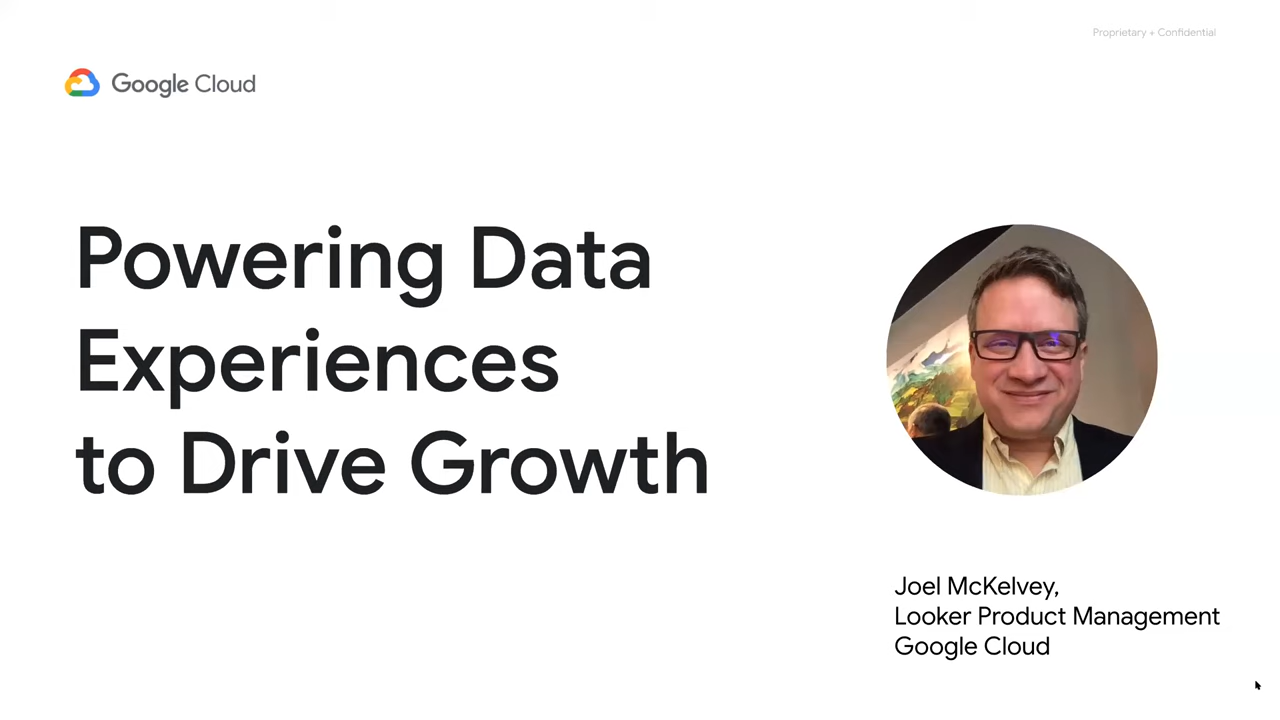 Proprietary + Confidential
Google Cloud
Powering Data
Experiences
to Drive Growth
Joel McKelvey,
Looker Product Management
Google Cloud